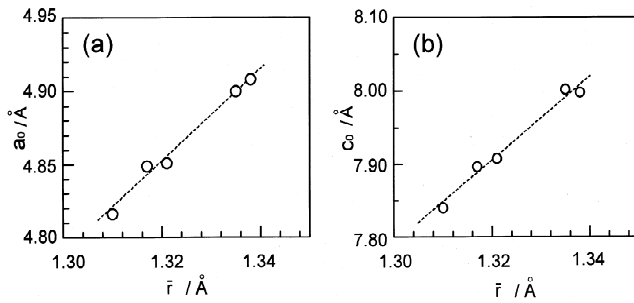 (a)
4.95
4.90
4.85
4.80
a₀ /Å
1.30
1.32
1.34
r̄ /Å
(b)
8.10
8.00
7.90
7.80
c₀ /Å
1.30
1.32
1.34
r̄ /Å